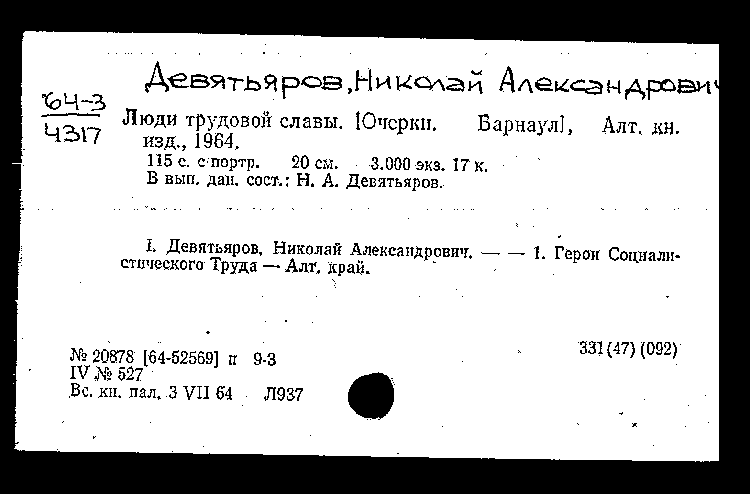 Девятьяров, Николай Александрович
64-3
4317
Люди трудовой славы. [Очерки. Барнаул], Алт. кн.
изд., 1964.
115 с. с портр. 20 см. 3.000 экз. 17 к.
В вып. дан. сост.: Н. А. Девятьяров.
I. Девятьяров, Николай Александрович. — — 1. Герои Социали-
стического Труда — Алт. край.
№ 20878 [64-52569] п 9-3
331(47)(092)
IV № 527
Вс. кн. пал. 3 VII 64 Л937